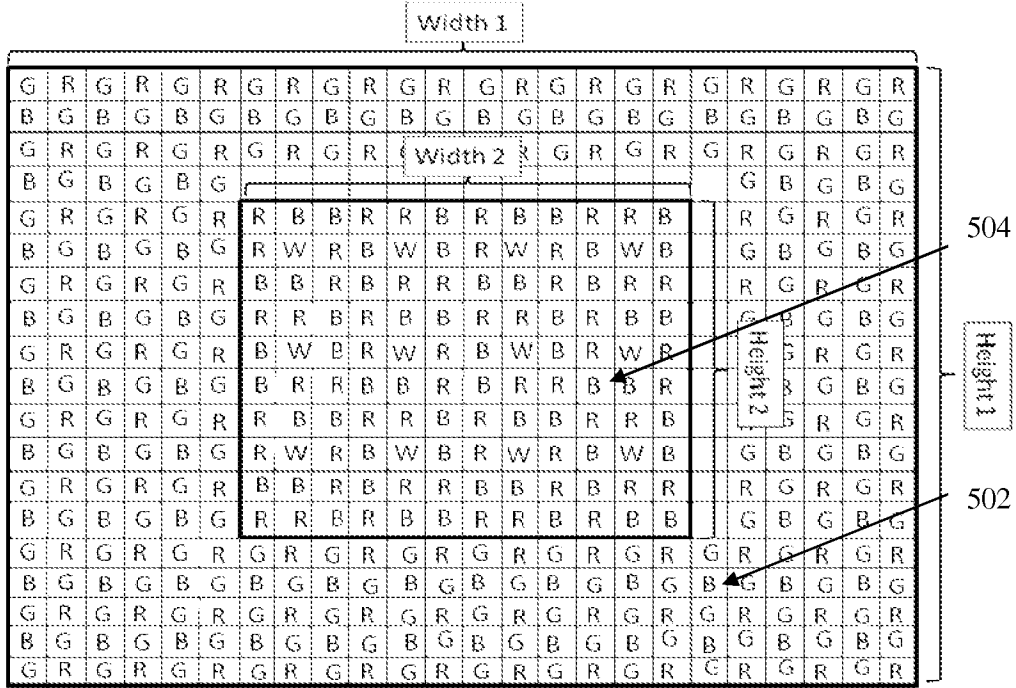 Width 1
G R G R G R G R G R G R G R G R G R G R G R G R
B G B G B G B G B G B G B G B G B G B G B G B G
G R G R G R G R G R Width 2 G R G R G R G R G R
B G B G B G G B G B G
G R G R G R R B B R R B R B B R R B R G R G R
B G B G B G R W R B W B R W R B W B G B G B G 504
G R G R G R B B R B R R B B R B R R R G R G R
B G B G B G R R B R B B R R B R B B G B G B G
G R G R G R B W B R W R B W B R W R G R G R
B G B G B G B R R B B R B R R B B R B G B G
Height 2
Height 1
G R G R G R R B B R R B R B B R R B G R G R
B G B G B G R W R B W B R W R B W B G B G B G
G R G R G R B B R B R R B B R B R R R G R G R
B G B G B G R R B R B B R R B R B B G B G B G 502
G R G R G R G R G R G R G R G R G R G R G R G R
B G B G B G B G B G B G B G B G B G B G B G B G
G R G R G R G R G R G R G R G R G R G R G R G R
B G B G B G B G B G B G B G B G B G B G B G B G
G R G R G R G R G R G R G R G R G R G R G R G R